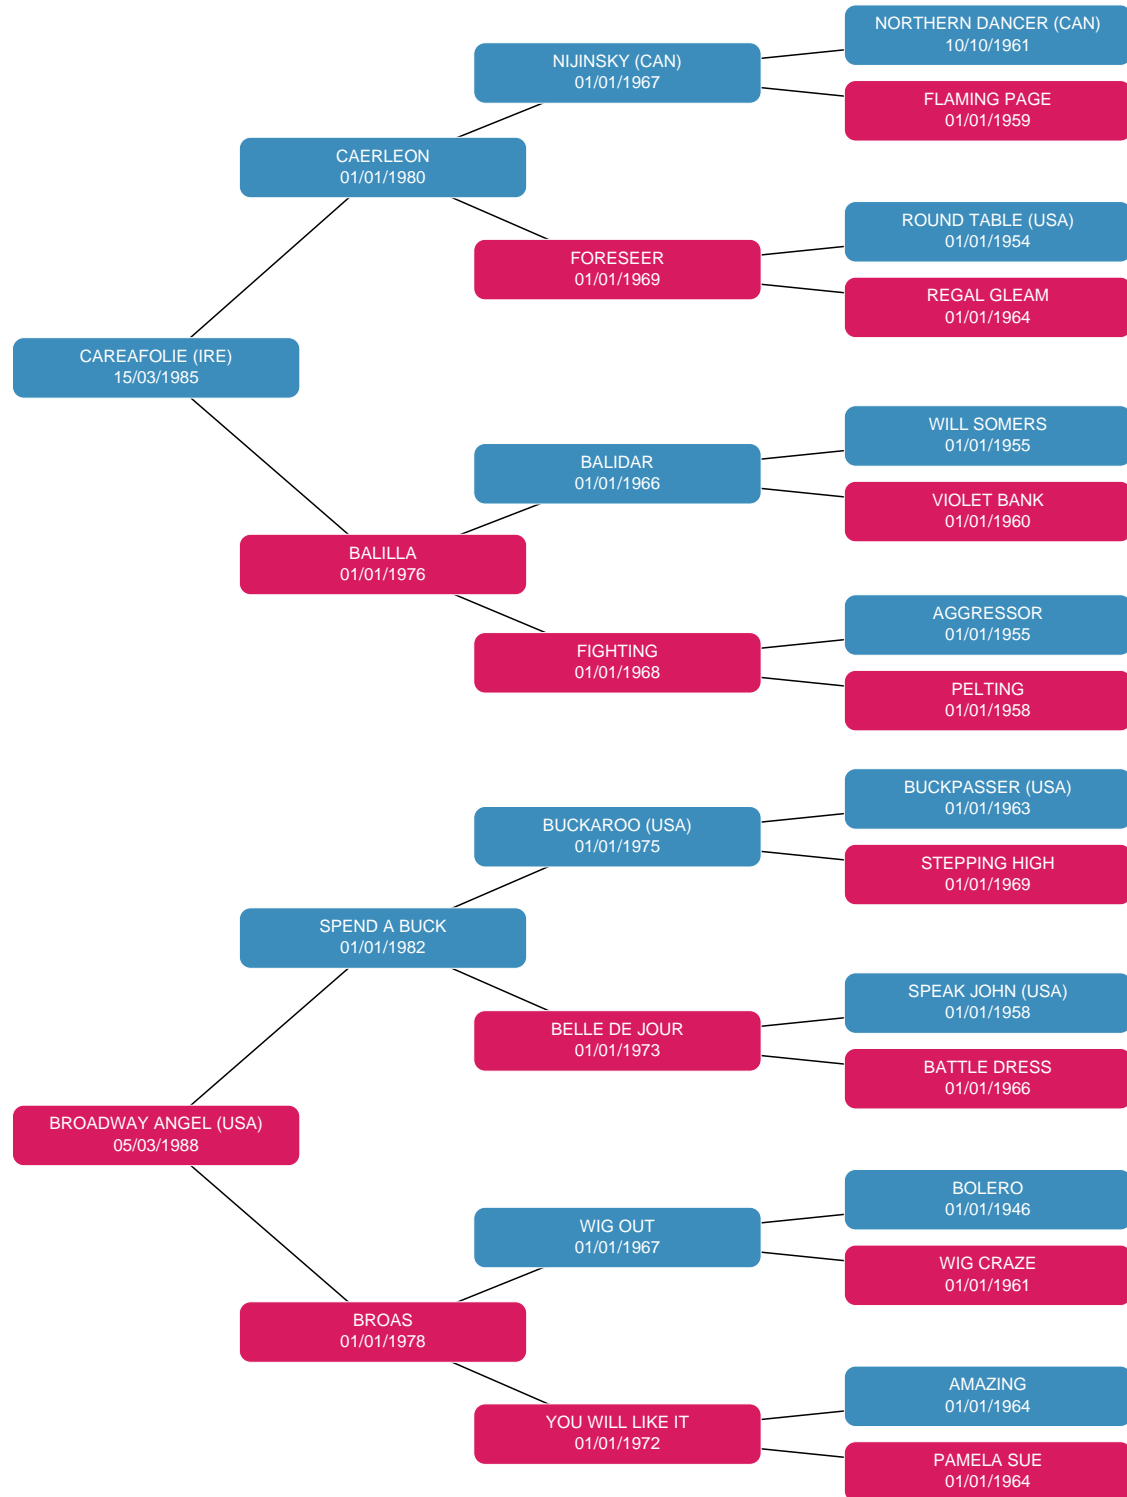 NORTHERN DANCER (CAN)
10/10/1961
NIJINSKY (CAN)
01/01/1967
FLAMING PAGE
01/01/1959
CAERLEON
01/01/1980
ROUND TABLE (USA)
01/01/1954
FORESEER
01/01/1969
REGAL GLEAM
01/01/1964
CAREAFOLIE (IRE)
15/03/1985
WILL SOMERS
01/01/1955
BALIDAR
01/01/1966
VIOLET BANK
01/01/1960
BALILLA
01/01/1976
AGGRESSOR
01/01/1955
FIGHTING
01/01/1968
PELTING
01/01/1958
BUCKPASSER (USA)
01/01/1963
BUCKAROO (USA)
01/01/1975
STEPPING HIGH
01/01/1969
SPEND A BUCK
01/01/1982
SPEAK JOHN (USA)
01/01/1958
BELLE DE JOUR
01/01/1973
BATTLE DRESS
01/01/1966
BROADWAY ANGEL (USA)
05/03/1988
BOLERO
01/01/1946
WIG OUT
01/01/1967
WIG CRAZE
01/01/1961
BROAS
01/01/1978
AMAZING
01/01/1964
YOU WILL LIKE IT
01/01/1972
PAMELA SUE
01/01/1964